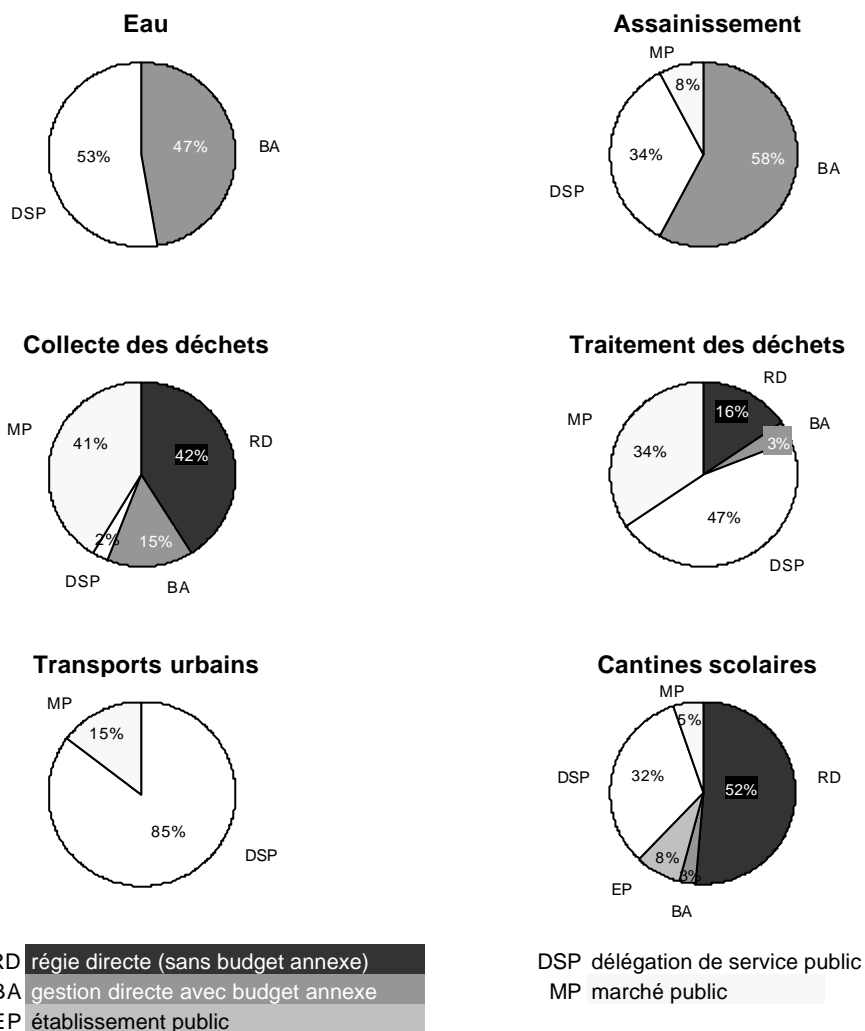 Eau
53%
47%
BA
DSP
Assainissement
MP
8%
34%
58%
BA
DSP
Collecte des déchets
MP
41%
42%
RD
2%
15%
DSP
BA
Traitement des déchets
RD
16%
BA
3%
MP
34%
47%
DSP
Transports urbains
MP
15%
85%
DSP
Cantines scolaires
MP
5%
DSP
32%
52%
RD
8%
3%
EP
BA
RD régie directe (sans budget annexe)
BA gestion directe avec budget annexe
EP établissement public
DSP délégation de service public
MP marché public